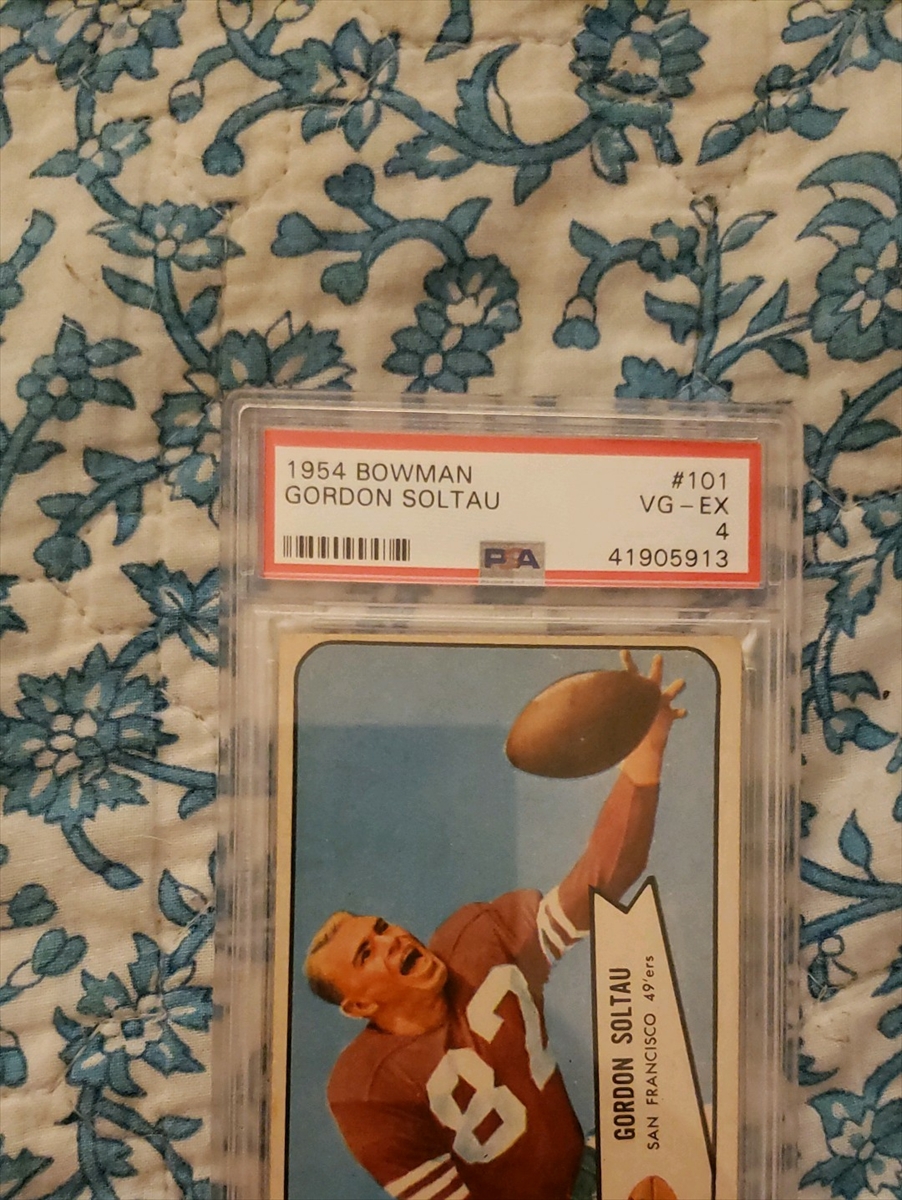 1954 BOWMAN #101
GORDON SOLTAU VG-EX
4
PSA 41905913
82
GORDON SOLTAU
SAN FRANCISCO 49'ers